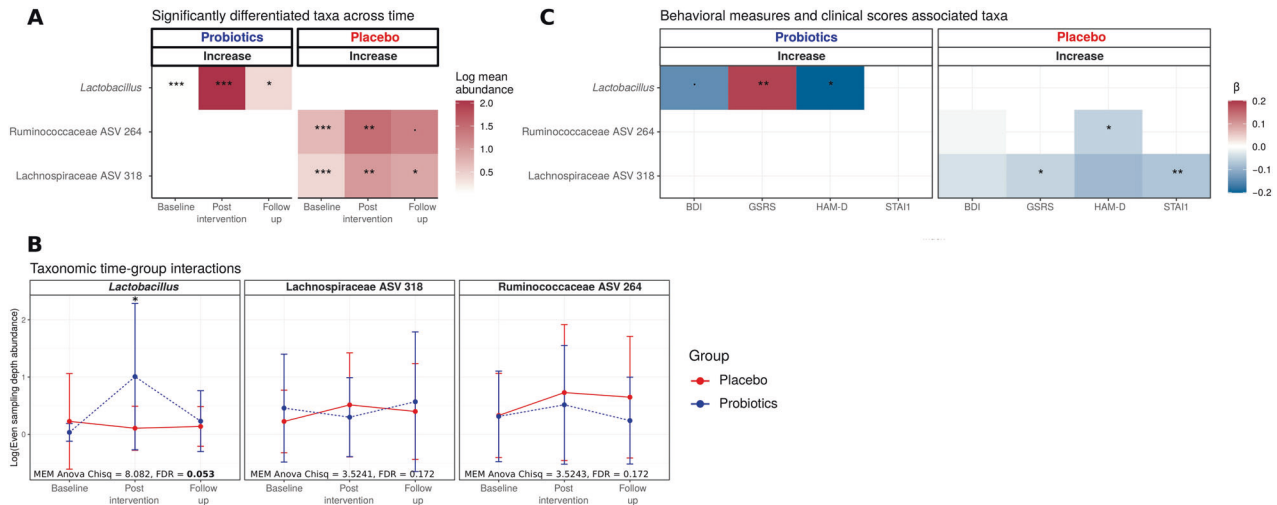 A
Significantly differentiated taxa across time
Probiotics
Placebo
Increase
Increase
Lactobacillus
***
***
*
Ruminococcaceae ASV 264
***
**
.
Lachnospiraceae ASV 318
***
**
*
Baseline
Post
intervention
Follow
up
Baseline
Post
intervention
Follow
up
Log mean
abundance
2.0
1.5
1.0
0.5
C
Behavioral measures and clinical scores associated taxa
Probiotics
Placebo
Increase
Increase
Lactobacillus
.
**
*
Ruminococcaceae ASV 264
*
Lachnospiraceae ASV 318
*
**
BDI
GSRS
HAM-D
STAI1
BDI
GSRS
HAM-D
STAI1
β
0.2
0.1
0.0
−0.1
−0.2
B
Taxonomic time-group interactions
Lactobacillus
Lachnospiraceae ASV 318
Ruminococcaceae ASV 264
Log(Even sampling depth abundance)
2
1
0
*
MEM Anova Chisq = 8.082, FDR = 0.053
MEM Anova Chisq = 3.5241, FDR = 0.172
MEM Anova Chisq = 3.5243, FDR = 0.172
Baseline
Post
intervention
Follow
up
Baseline
Post
intervention
Follow
up
Baseline
Post
intervention
Follow
up
Group
Placebo
Probiotics